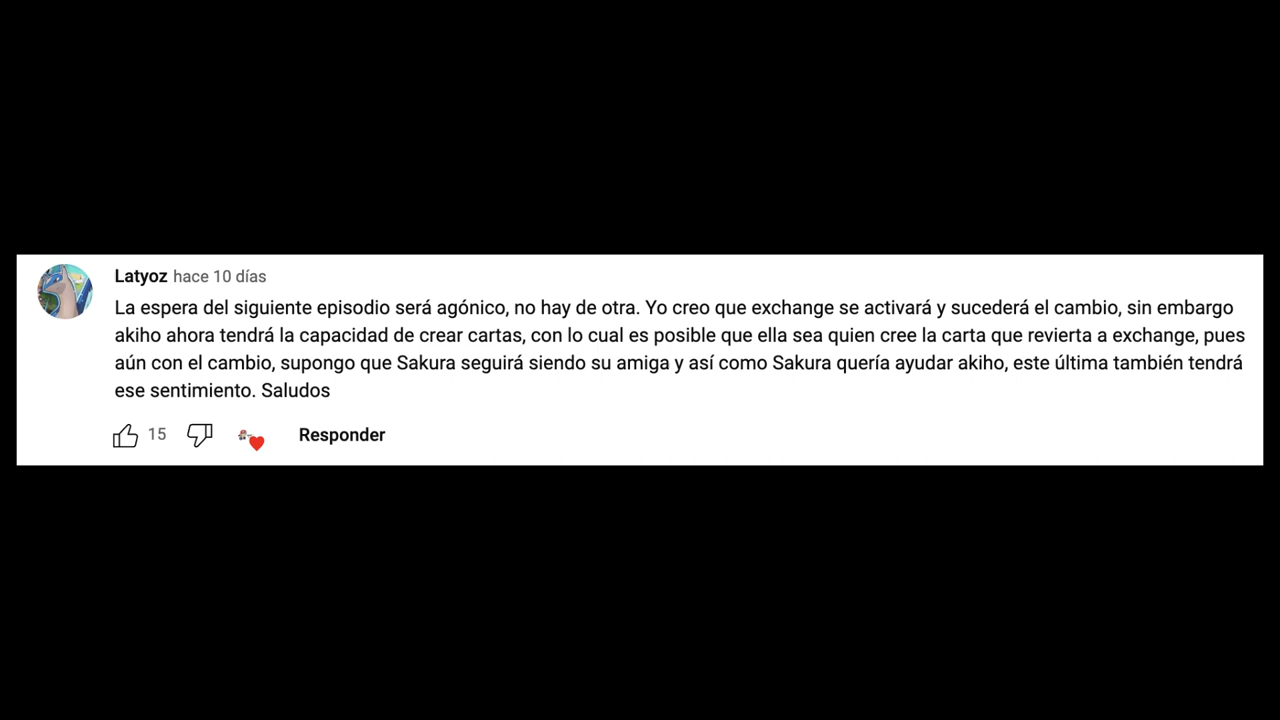 Latyoz hace 10 días
La espera del siguiente episodio será agónico, no hay de otra. Yo creo que exchange se activará y sucederá el cambio, sin embargo
akiho ahora tendrá la capacidad de crear cartas, con lo cual es posible que ella sea quien cree la carta que revierta a exchange, pues
aún con el cambio, supongo que Sakura seguirá siendo su amiga y así como Sakura quería ayudar akiho, este última también tendrá
ese sentimiento. Saludos
15 Responder